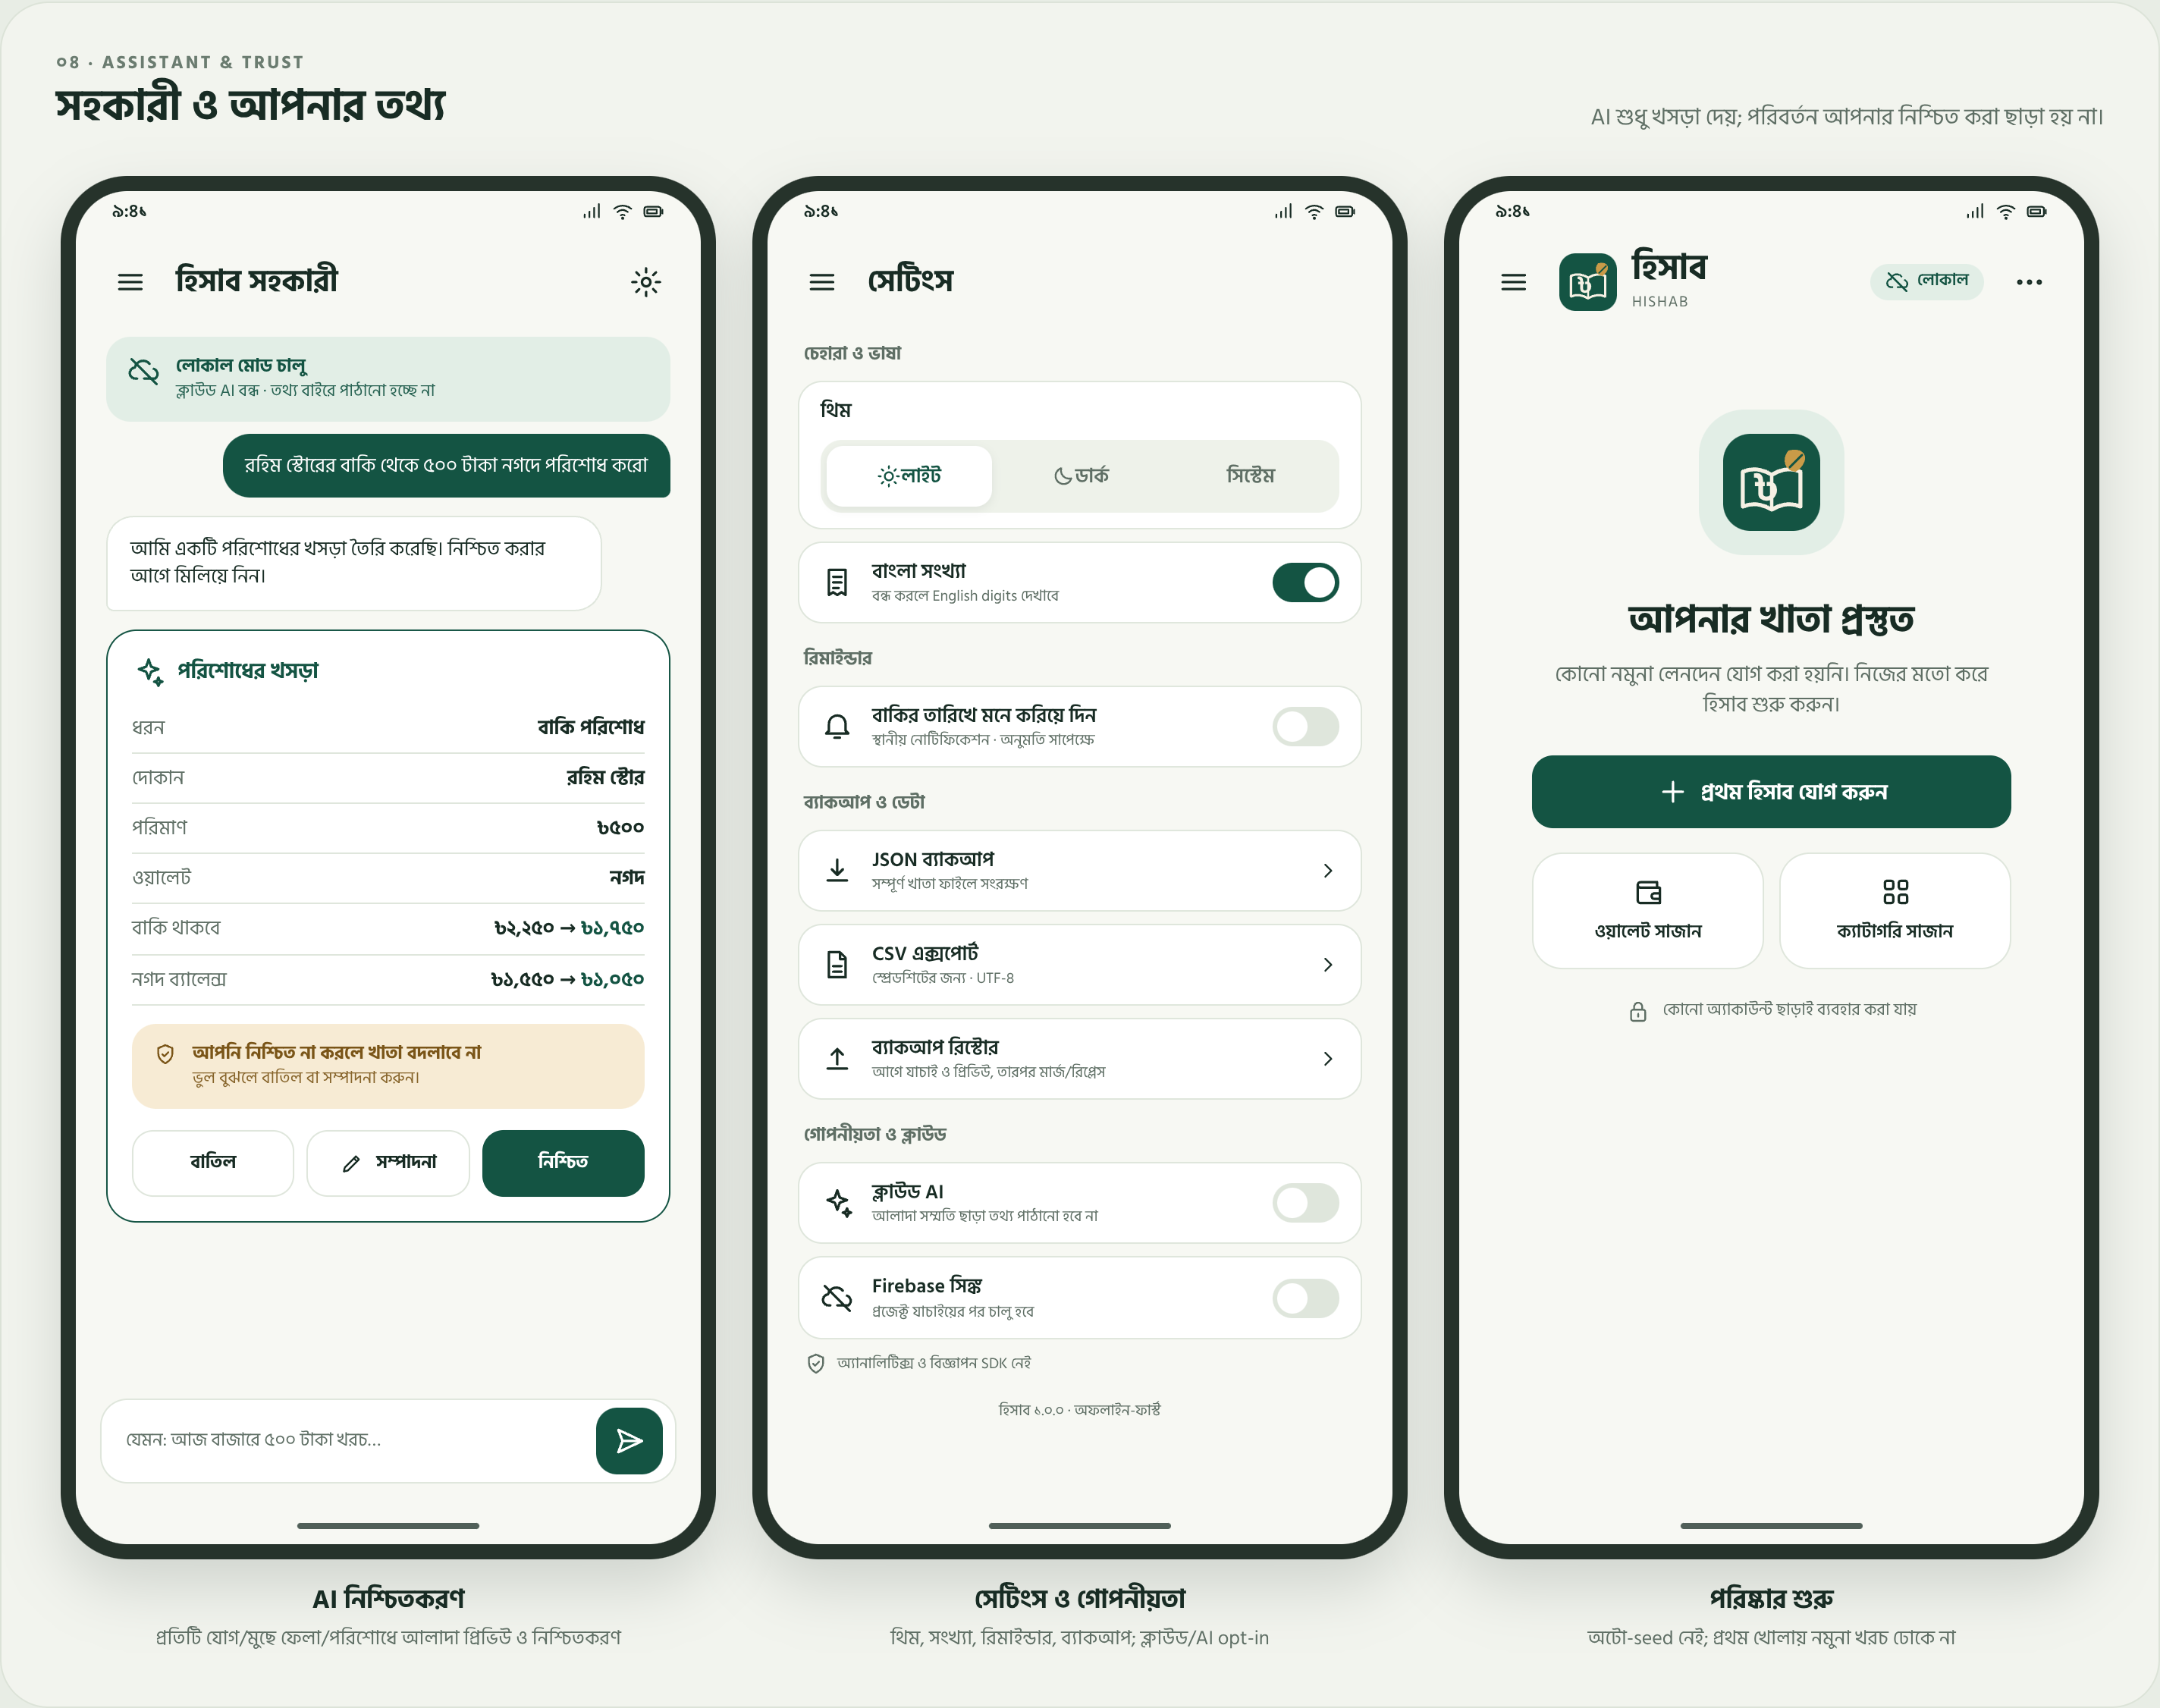 ০৪ · ASSISTANT & TRUST
সহকারী ও আপনার তথ্য
AI শুধু খসড়া দেয়; পরিবর্তন আপনার নিশ্চিত করা ছাড়া হয় না।
৯:৪১
হিসাব সহকারী
লোকাল মোড চালু
ক্লাউড AI বন্ধ · তথ্য বাইরে পাঠানো হচ্ছে না
রহিম স্টোরের বাকি থেকে ৫০০ টাকা নগদে পরিশোধ করো
আমি একটি পরিশোধের খসড়া তৈরি করেছি। নিশ্চিত করার
আগে মিলিয়ে নিন।
পরিশোধের খসড়া
ধরন বাকি পরিশোধ
দোকান রহিম স্টোর
পরিমাণ ৳৫০০
ওয়ালেট নগদ
বাকি থাকবে ৳২,২৫০ → ৳১,৭৫০
নগদ ব্যালেন্স ৳১,৫৫০ → ৳১,০৫০
আপনি নিশ্চিত না করলে খাতা বদলাবে না
ভুল বুঝলে বাতিল বা সম্পাদনা করুন।
বাতিল সম্পাদনা নিশ্চিত
যেমন: আজ বাজারে ৫০০ টাকা খরচ...
AI নিশ্চিতকরণ
প্রতিটি যোগ/মুছে ফেলা/পরিশোধে আলাদা প্রিভিউ ও নিশ্চিতকরণ
৯:৪১
সেটিংস
চেহারা ও ভাষা
থিম
লাইট ডার্ক সিস্টেম
বাংলা সংখ্যা
বন্ধ করলে English digits দেখাবে
রিমাইন্ডার
বাকির তারিখে মনে করিয়ে দিন
স্থানীয় নোটিফিকেশন · অনুমতি সাপেক্ষে
ব্যাকআপ ও ডেটা
JSON ব্যাকআপ
সম্পূর্ণ খাতা ফাইলে সংরক্ষণ
CSV এক্সপোর্ট
স্প্রেডশিটের জন্য · UTF-8
ব্যাকআপ রিস্টোর
আগে যাচাই ও প্রিভিউ, তারপর মার্জ/রিপ্লেস
গোপনীয়তা ও ক্লাউড
ক্লাউড AI
আলাদা সম্মতি ছাড়া তথ্য পাঠানো হবে না
Firebase সিঙ্ক
প্রজেক্ট যাচাইয়ের পর চালু হবে
অ্যানালিটিক্স ও বিজ্ঞাপন SDK নেই
হিসাব ১.০.০ · অফলাইন-ফার্স্ট
সেটিংস ও গোপনীয়তা
থিম, সংখ্যা, রিমাইন্ডার, ব্যাকআপ; ক্লাউড/AI opt-in
৯:৪১
হিসাব
HISHAB
লোকাল
৳
৳
আপনার খাতা প্রস্তুত
কোনো নমুনা লেনদেন যোগ করা হয়নি। নিজের মতো করে
হিসাব শুরু করুন।
প্রথম হিসাব যোগ করুন
ওয়ালেট সাজান ক্যাটাগরি সাজান
কোনো অ্যাকাউন্ট ছাড়াই ব্যবহার করা যায়
পরিষ্কার শুরু
অটো-seed নেই; প্রথম খোলায় নমুনা খরচ ঢোকে না